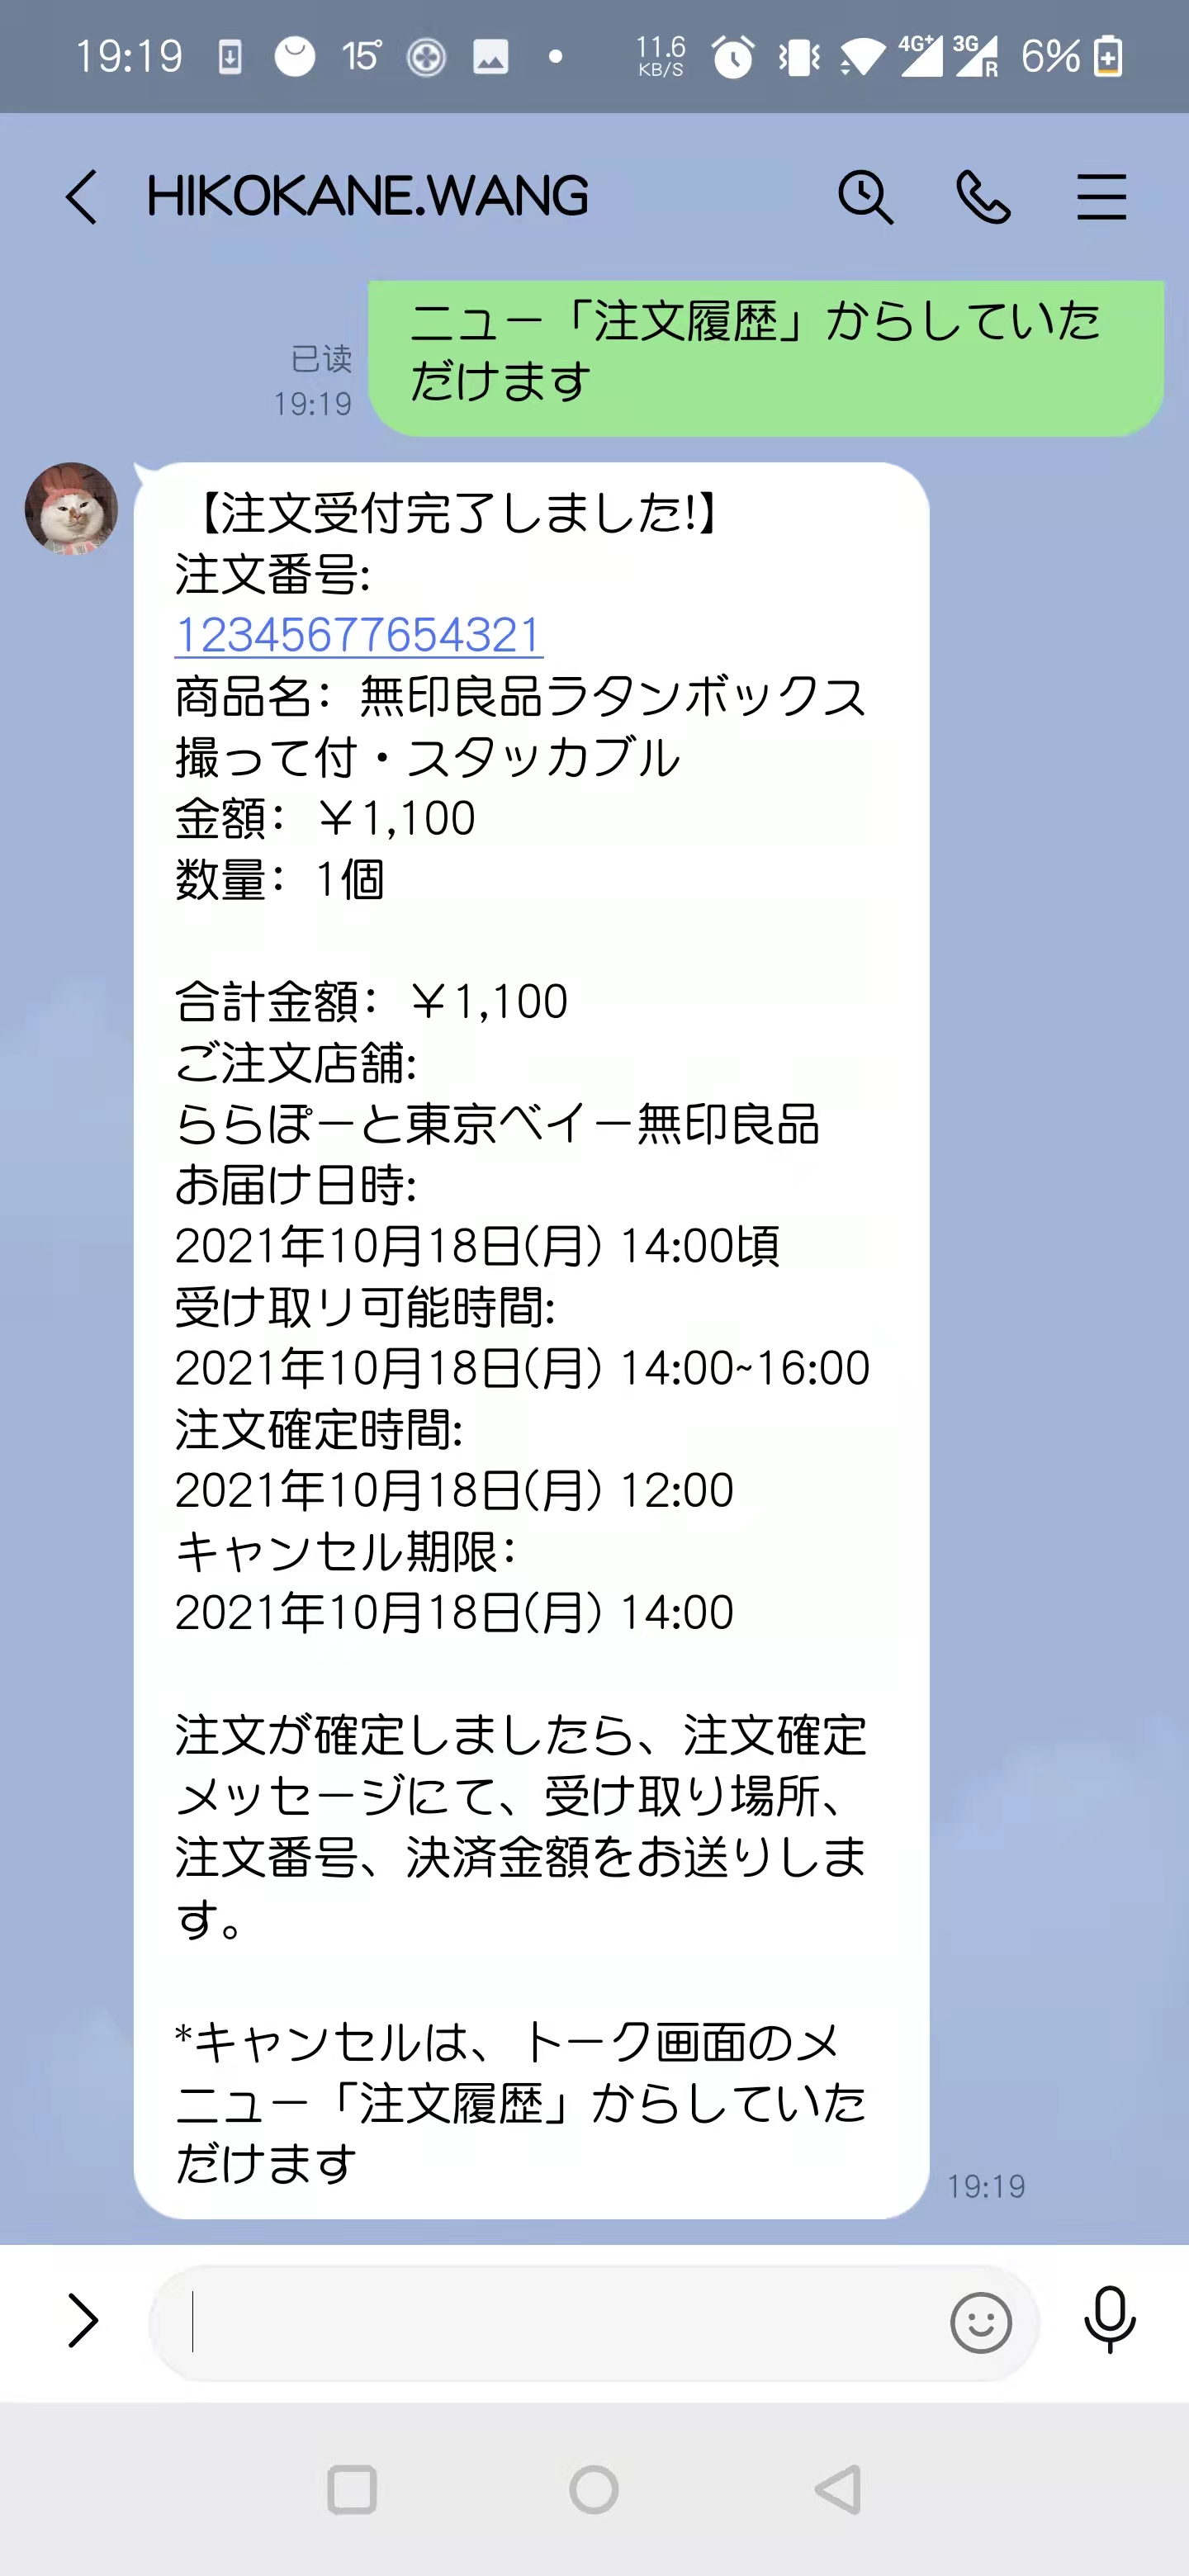 19:19
15°
11.6
KB/S
4G+
3G
R
6%
HIKOKANE.WANG
ニュー「注文履歴」からしていた
だけます
已读
19:19
【注文受付完了しました!】
注文番号:
12345677654321
商品名：無印良品ラタンボックス
撮って付・スタッカブル
金額：￥1,100
数量：1個
合計金額：￥1,100
ご注文店舗:
ららぽーと東京ベイー無印良品
お届け日時:
2021年10月18日(月) 14:00頃
受け取り可能時間:
2021年10月18日(月) 14:00~16:00
注文確定時間:
2021年10月18日(月) 12:00
キャンセル期限：
2021年10月18日(月) 14:00
注文が確定しましたら、注文確定
メッセージにて、受け取り場所、
注文番号、決済金額をお送りしま
す。
*キャンセルは、トーク画面のメ
ニュー「注文履歴」からしていた
だけます
19:19